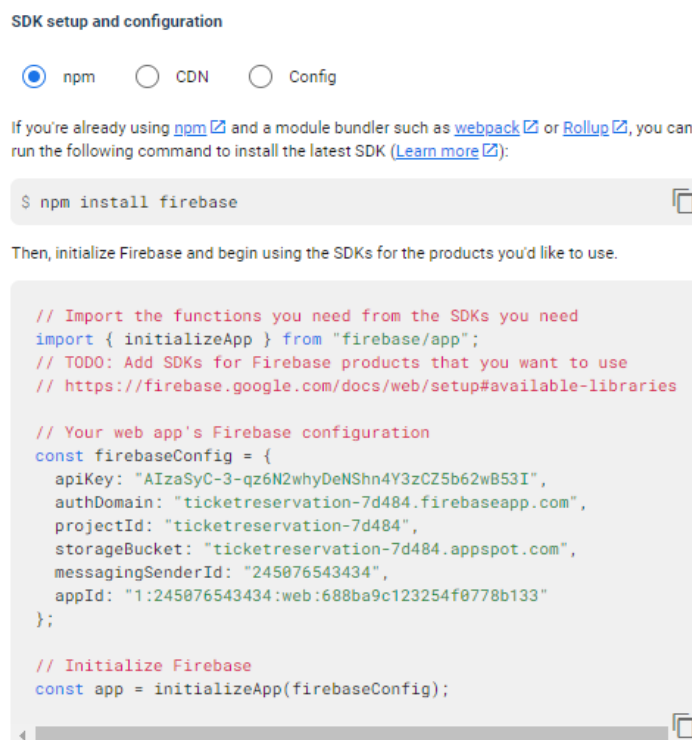 SDK setup and configuration
npm CDN Config
If you're already using npm and a module bundler such as webpack or Rollup, you can
run the following command to install the latest SDK (Learn more):
$ npm install firebase
Then, initialize Firebase and begin using the SDKs for the products you'd like to use.
// Import the functions you need from the SDKs you need
import { initializeApp } from "firebase/app";
// TODO: Add SDKs for Firebase products that you want to use
// https://firebase.google.com/docs/web/setup#available-libraries
// Your web app's Firebase configuration
const firebaseConfig = {
  apiKey: "AIzaSyC-3-qz6N2whyDeNShn4Y3zCZ5b62wB53I",
  authDomain: "ticketreservation-7d484.firebaseapp.com",
  projectId: "ticketreservation-7d484",
  storageBucket: "ticketreservation-7d484.appspot.com",
  messagingSenderId: "245076543434",
  appId: "1:245076543434:web:688ba9c123254f0778b133"
};
// Initialize Firebase
const app = initializeApp(firebaseConfig);